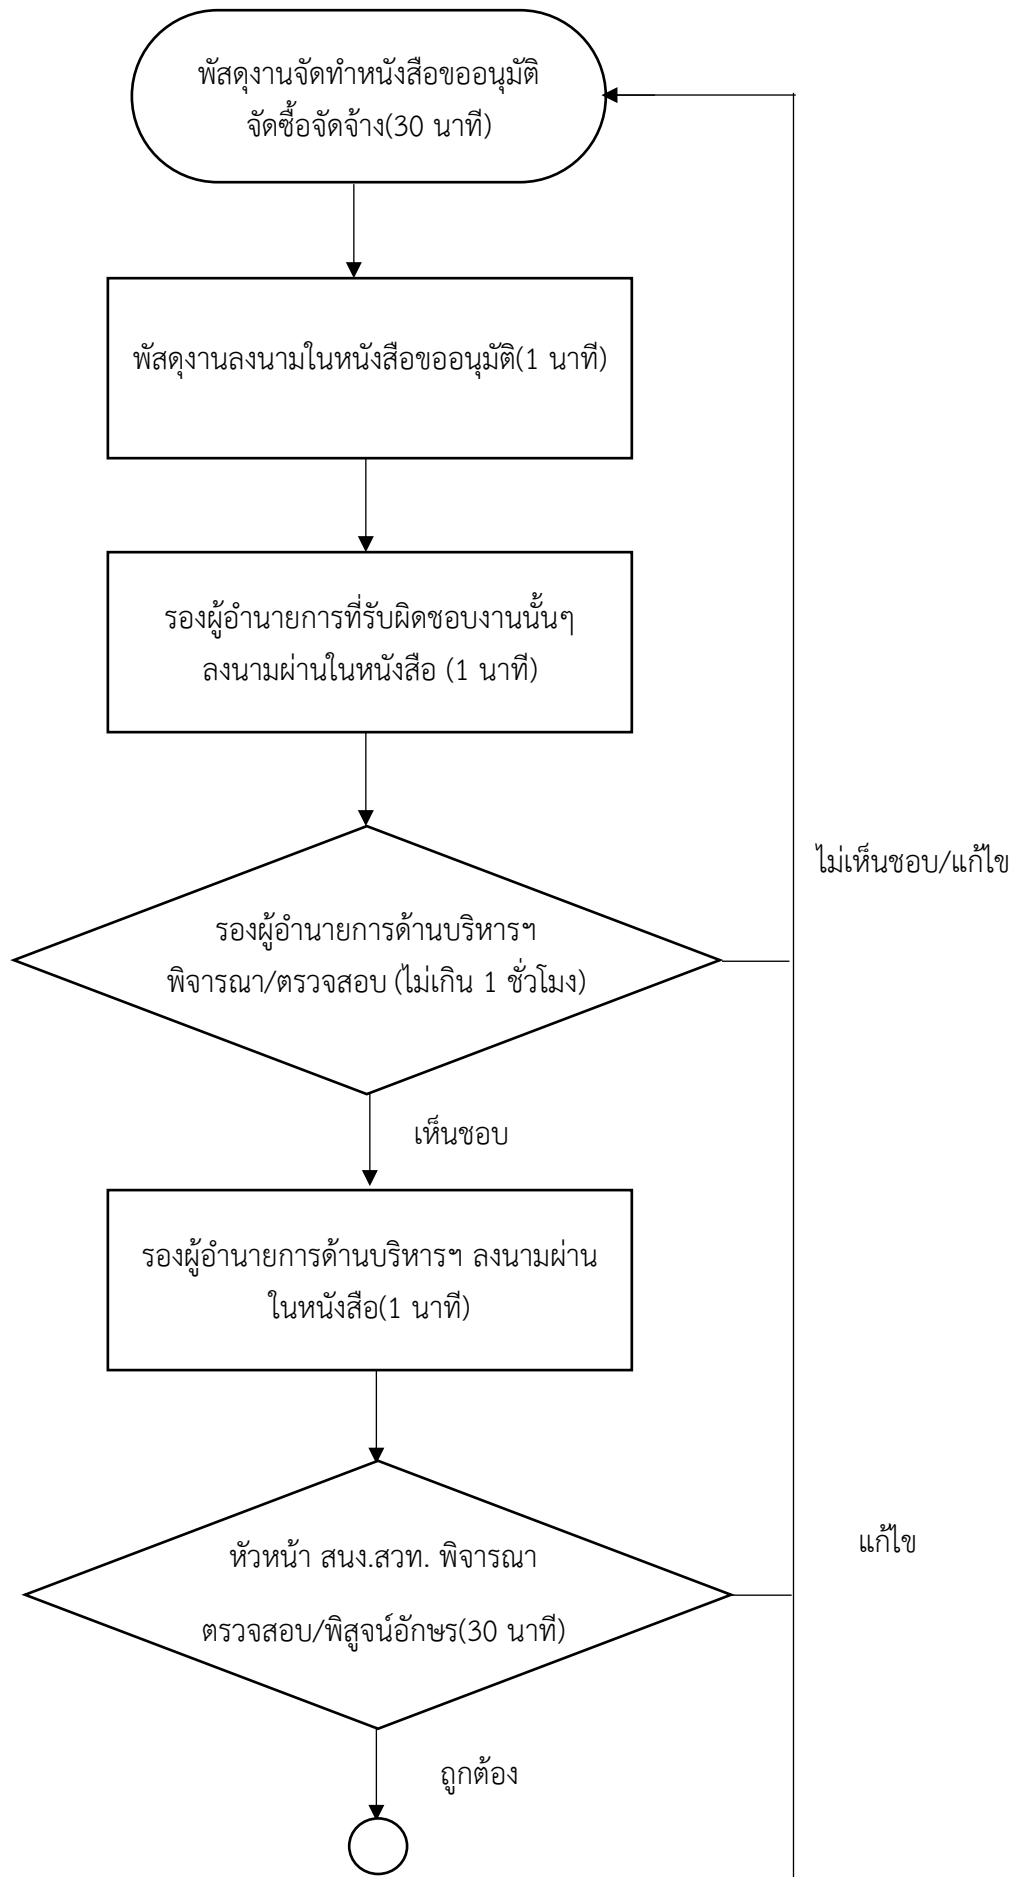 พัสดุงานจัดทำหนังสือขออนุมัติ
จัดซื้อจัดจ้าง(30 นาที)
พัสดุงานลงนามในหนังสือขออนุมัติ(1 นาที)
รองผู้อำนายการที่รับผิดชอบงานนั้นๆ
ลงนามผ่านในหนังสือ (1 นาที)
ไม่เห็นชอบ/แก้ไข
รองผู้อำนายการด้านบริหารฯ
พิจารณา/ตรวจสอบ (ไม่เกิน 1 ชั่วโมง)
เห็นชอบ
รองผู้อำนายการด้านบริหารฯ ลงนามผ่าน
ในหนังสือ(1 นาที)
แก้ไข
หัวหน้า สนง.สวท. พิจารณา
ตรวจสอบ/พิสูจน์อักษร(30 นาที)
ถูกต้อง